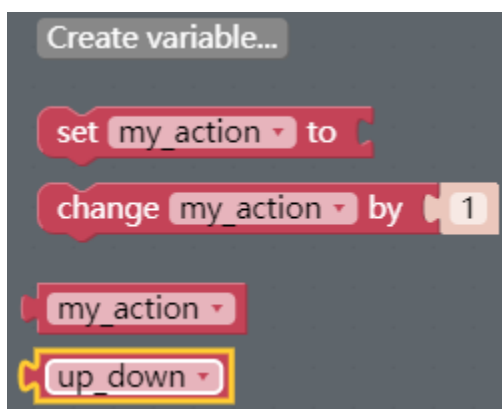 Create variable...
set my_action to
change my_action by 1
my_action
up_down